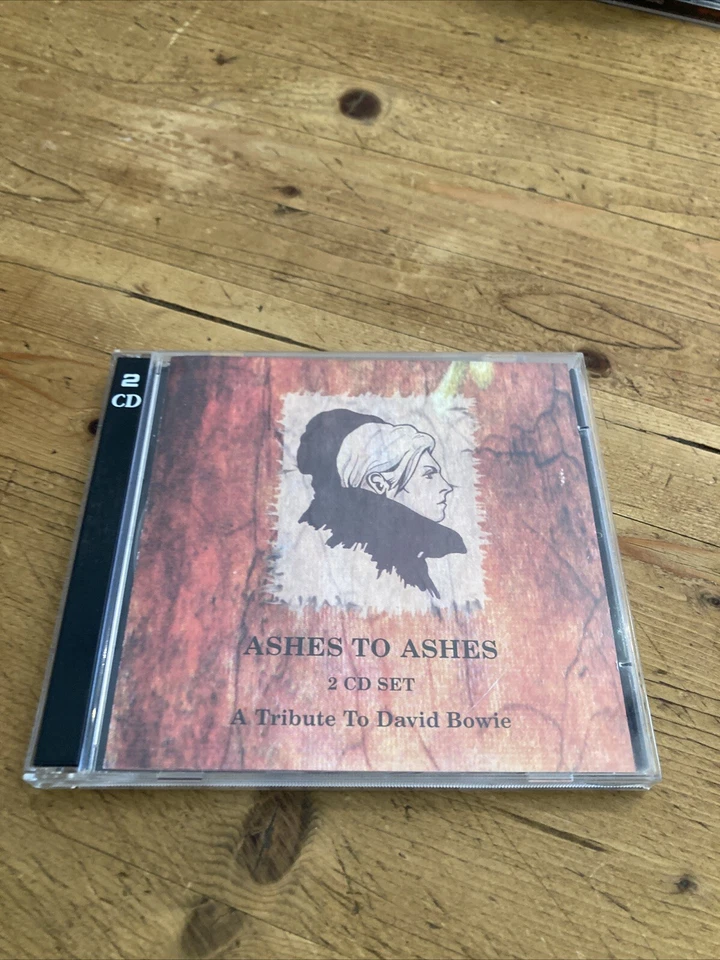 2
CD
ASHES TO ASHES
2 CD SET
A Tribute To David Bowie